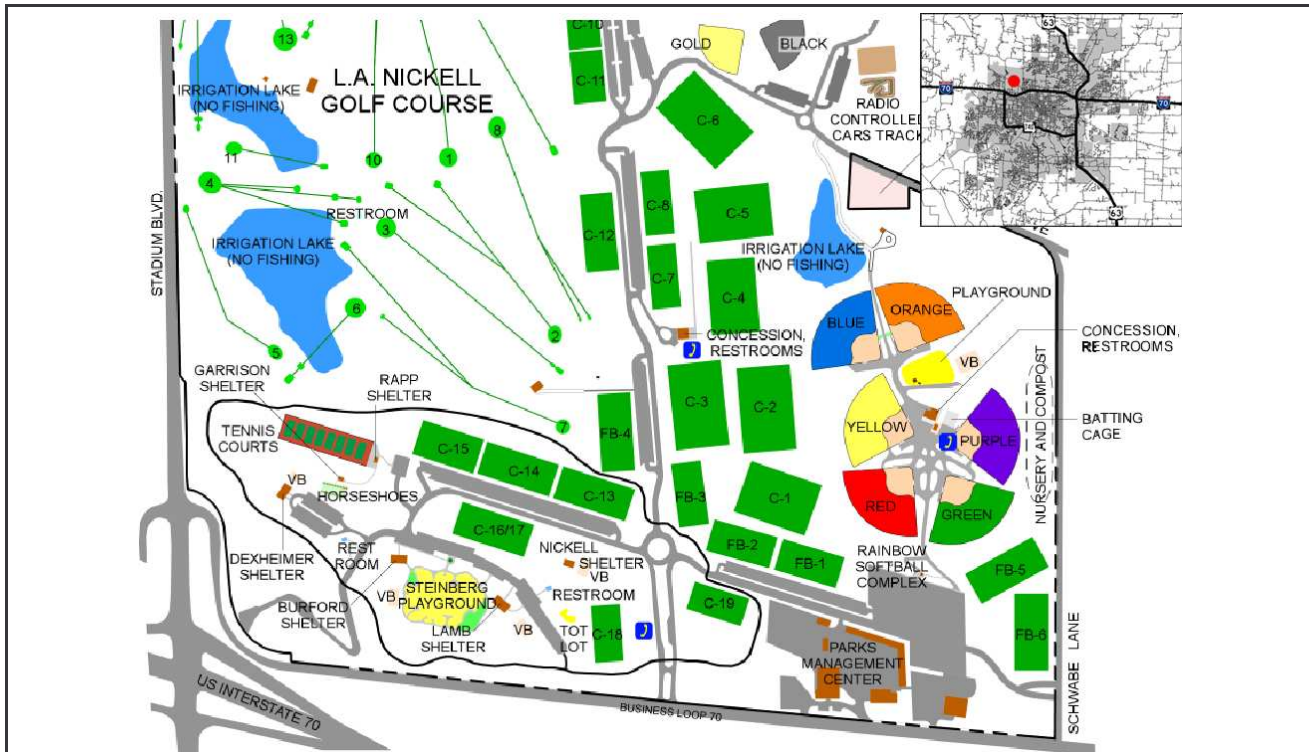 13
C-10
GOLD
BLACK
63
70
70
63
IRRIGATION LAKE
(NO FISHING)
L.A. NICKELL
GOLF COURSE
C-11
RADIO
CONTROLLED
CARS TRACK
C-6
8
11
10
1
4
RESTROOM
3
C-8
C-5
C-12
STADIUM BLVD.
IRRIGATION LAKE
(NO FISHING)
C-7
C-4
IRRIGATION LAKE
(NO FISHING)
PLAYGROUND
6
2
5
BLUE
ORANGE
CONCESSION,
RESTROOMS
CONCESSION,
RESTROOMS
VB
GARRISON
SHELTER
RAPP
SHELTER
C-3
C-2
7
FB-4
YELLOW
PURPLE
BATTING
CAGE
NURSERY AND COMPOST
TENNIS
COURTS
C-15
C-14
C-13
VB
HORSESHOES
FB-3
C-1
RED
GREEN
C-16/17
DEXHEIMER
SHELTER
REST
ROOM
NICKELL
SHELTER
VB
FB-2
FB-1
RAINBOW
SOFTBALL
COMPLEX
FB-5
BURFORD
SHELTER
VB
STEINBERG
PLAYGROUND
RESTROOM
C-19
FB-6
LAMB
SHELTER
VB
TOT
LOT
C-18
PARKS
MANAGEMENT
CENTER
SCHWABE LANE
US INTERSTATE 70
BUSINESS LOOP 70